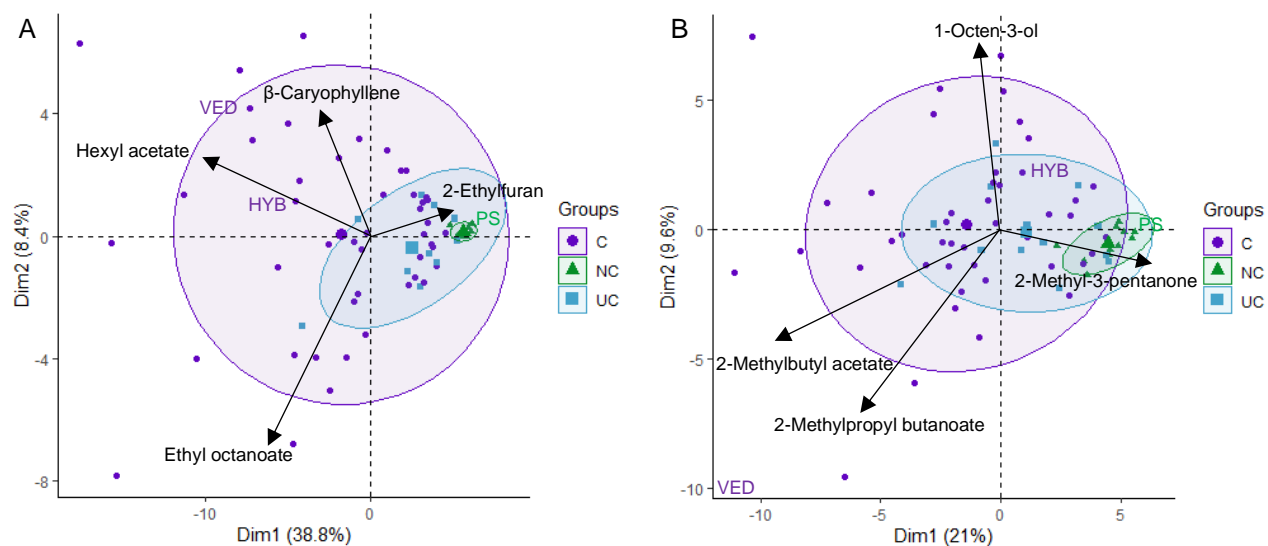 A
4
0
-4
-8
Dim2 (8.4%)
-10
0
Dim1 (38.8%)
VED
β-Caryophyllene
Hexyl acetate
HYB
2-Ethylfuran
PS
Ethyl octanoate
Groups
C
NC
UC
B
5
0
-5
-10
Dim2 (9.6%)
-10
-5
0
5
Dim1 (21%)
1-Octen-3-ol
HYB
PS
2-Methyl-3-pentanone
2-Methylbutyl acetate
2-Methylpropyl butanoate
VED
Groups
C
NC
UC